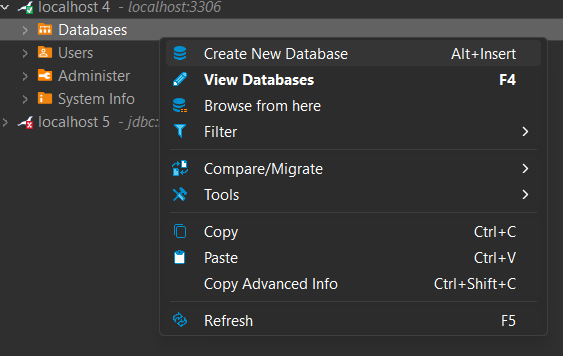 localhost 4 - localhost:3306
Databases
Users
Administer
System Info
localhost 5 - jdbc:
Create New Database Alt+Insert
View Databases F4
Browse from here
Filter
Compare/Migrate
Tools
Copy Ctrl+C
Paste Ctrl+V
Copy Advanced Info Ctrl+Shift+C
Refresh F5